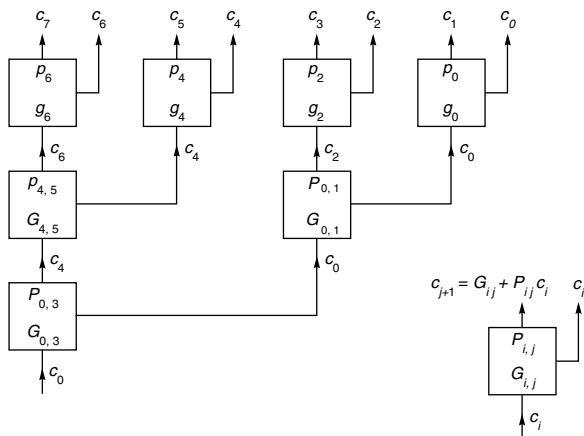 c7 c6 c5 c4 c3 c2 c1 c0
p6 p4 p2 p0
g6 g4 g2 g0
c6 c4 c2 c0
p4, 5 P0, 1
G4, 5 G0, 1
c4 c0
P0, 3
G0, 3
c0
cj+1 = Gi j + Pi j ci ci
Pi, j
Gi, j
ci